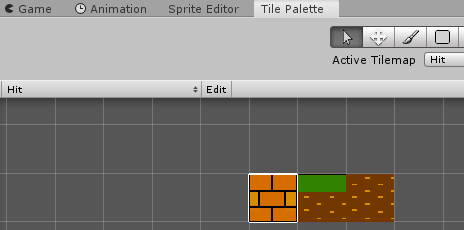 Game Animation Sprite Editor Tile Palette
Active Tilemap Hit
Hit Edit